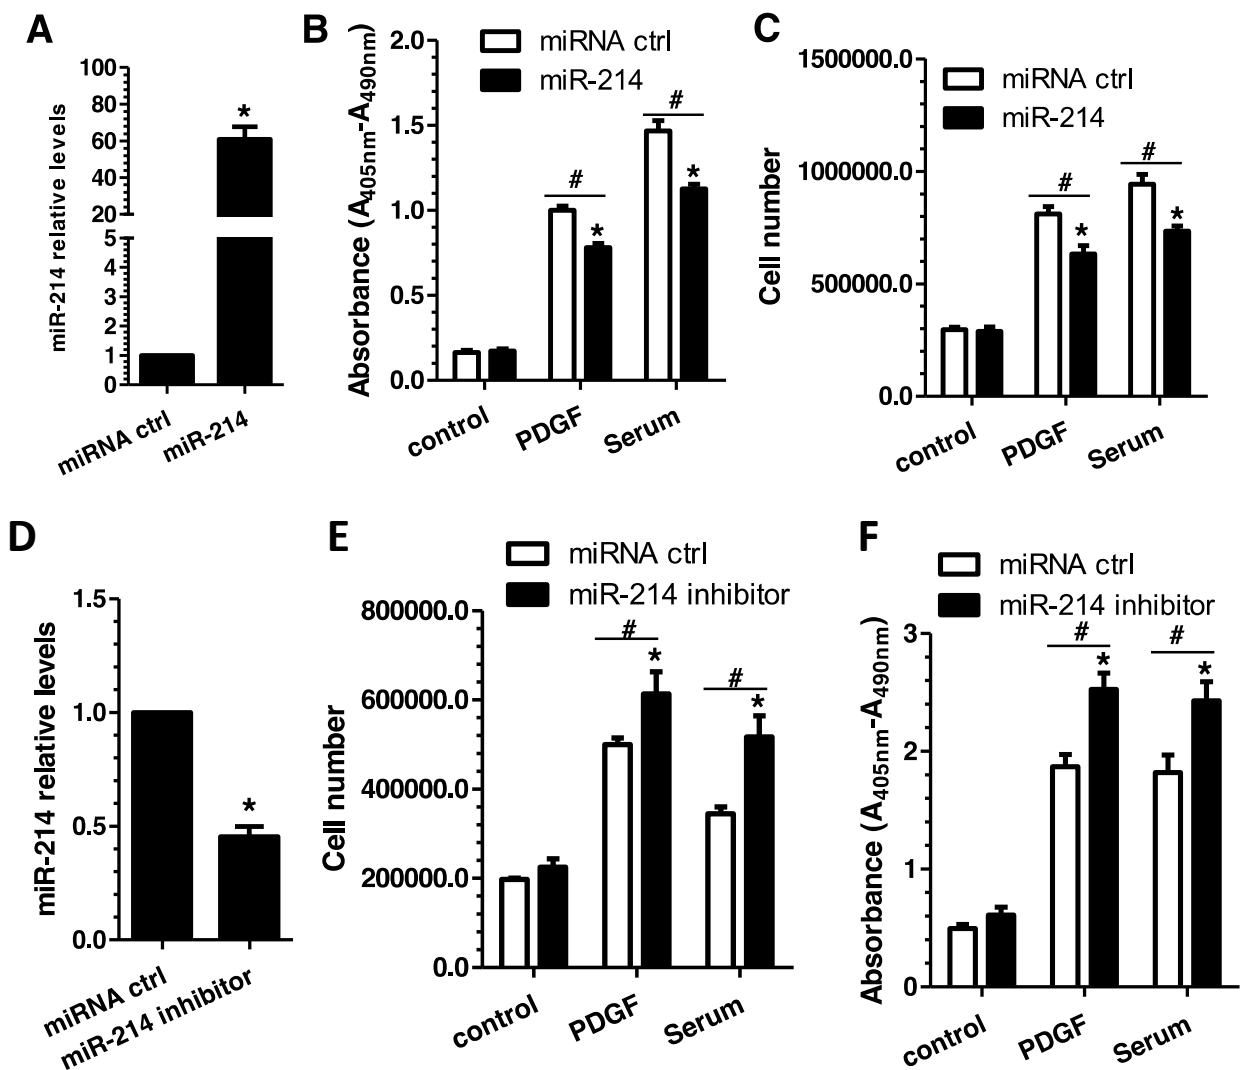 A
miR-214 relative levels
100
80
60
40
20
5
4
3
2
1
0
*
miRNA ctrl
miR-214
B
Absorbance (A405nm-A490nm)
miRNA ctrl
miR-214
2.0
1.5
1.0
0.5
0.0
#
*
#
*
control
PDGF
Serum
C
Cell number
miRNA ctrl
miR-214
1500000.0
1000000.0
500000.0
0.0
#
*
#
*
control
PDGF
Serum
D
miR-214 relative levels
1.5
1.0
0.5
0.0
*
miRNA ctrl
miR-214 inhibitor
E
Cell number
miRNA ctrl
miR-214 inhibitor
800000.0
600000.0
400000.0
200000.0
0.0
#
*
#
*
control
PDGF
Serum
F
Absorbance (A405nm-A490nm)
miRNA ctrl
miR-214 inhibitor
3
2
1
0
#
*
#
*
control
PDGF
Serum